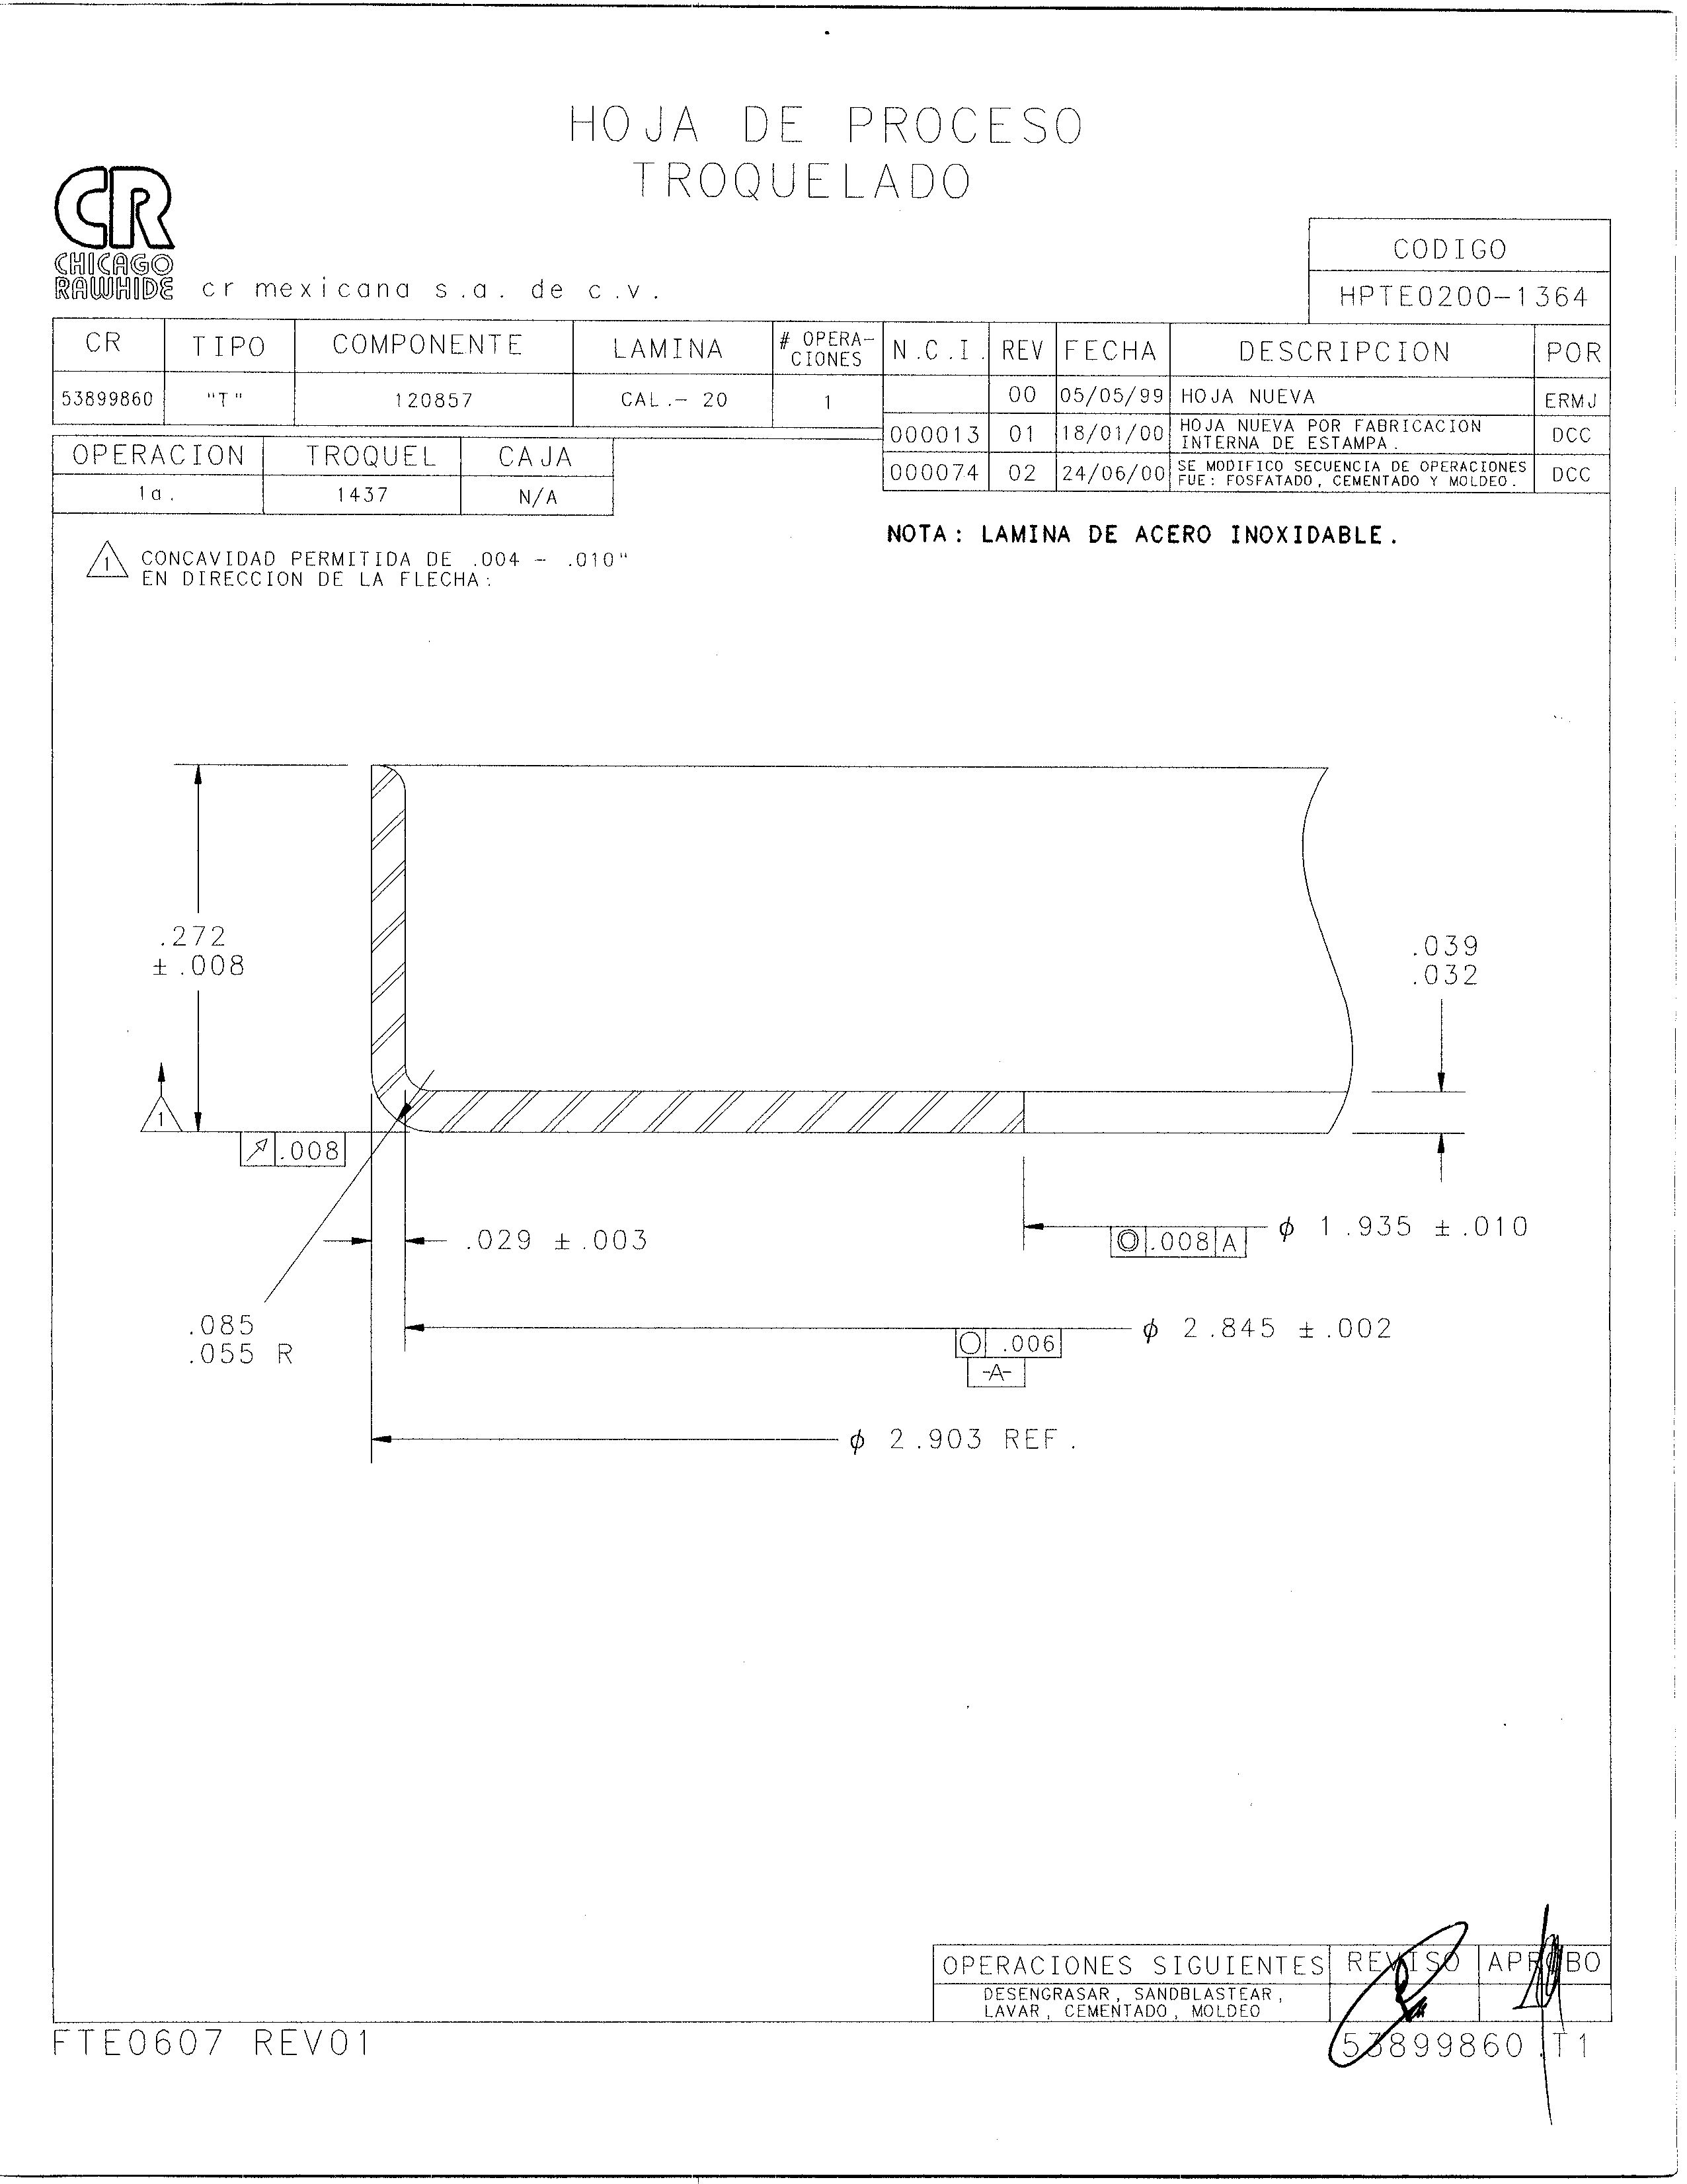 HOJA DE PROCESO
TROQUELADO
CR
CHICAGO
RAWHIDE
cr mexicana s.a. de c.v.
CODIGO
HPTE0200-1364
CR TIPO COMPONENTE LAMINA # OPERA-CIONES
53899860 "T" 120857 CAL.- 20 1
N.C.I. REV FECHA DESCRIPCION POR
00 05/05/99 HOJA NUEVA ERMJ
000013 01 18/01/00 HOJA NUEVA POR FABRICACION
INTERNA DE ESTAMPA. DCC
000074 02 24/06/00 SE MODIFICO SECUENCIA DE OPERACIONES
FUE: FOSFATADO, CEMENTADO Y MOLDEO. DCC
OPERACION TROQUEL CAJA
1a. 1437 N/A
NOTA: LAMINA DE ACERO INOXIDABLE.
1 CONCAVIDAD PERMITIDA DE .004 - .010"
EN DIRECCION DE LA FLECHA:
.272
±.008
.039
.032
1
.008
.029 ±.003
.008 A
ϕ 1.935 ±.010
.085
.055 R
.006
-A-
ϕ 2.845 ±.002
ϕ 2.903 REF.
OPERACIONES SIGUIENTES REVISO APROBO
DESENGRASAR, SANDBLASTEAR,
LAVAR, CEMENTADO, MOLDEO
FTE0607 REV01
53899860.T1